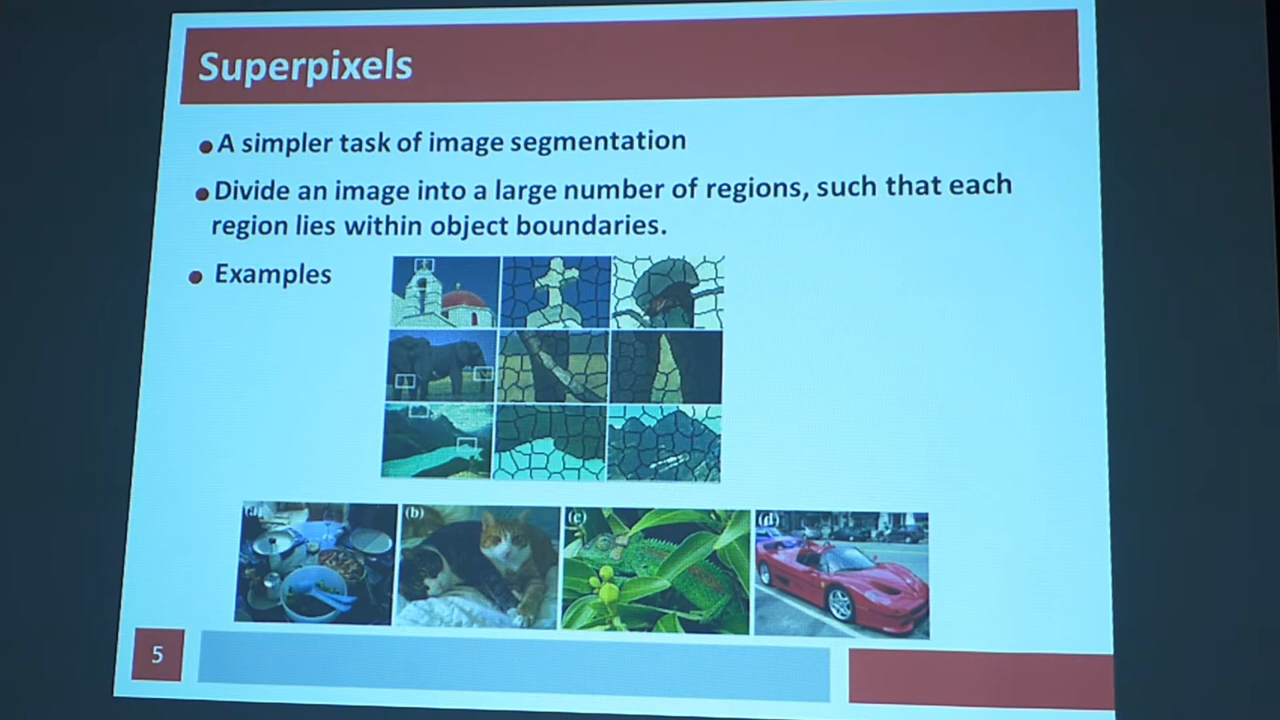 Superpixels
A simpler task of image segmentation
Divide an image into a large number of regions, such that each
region lies within object boundaries.
Examples
(a)
(b)
(c)
(d)
5